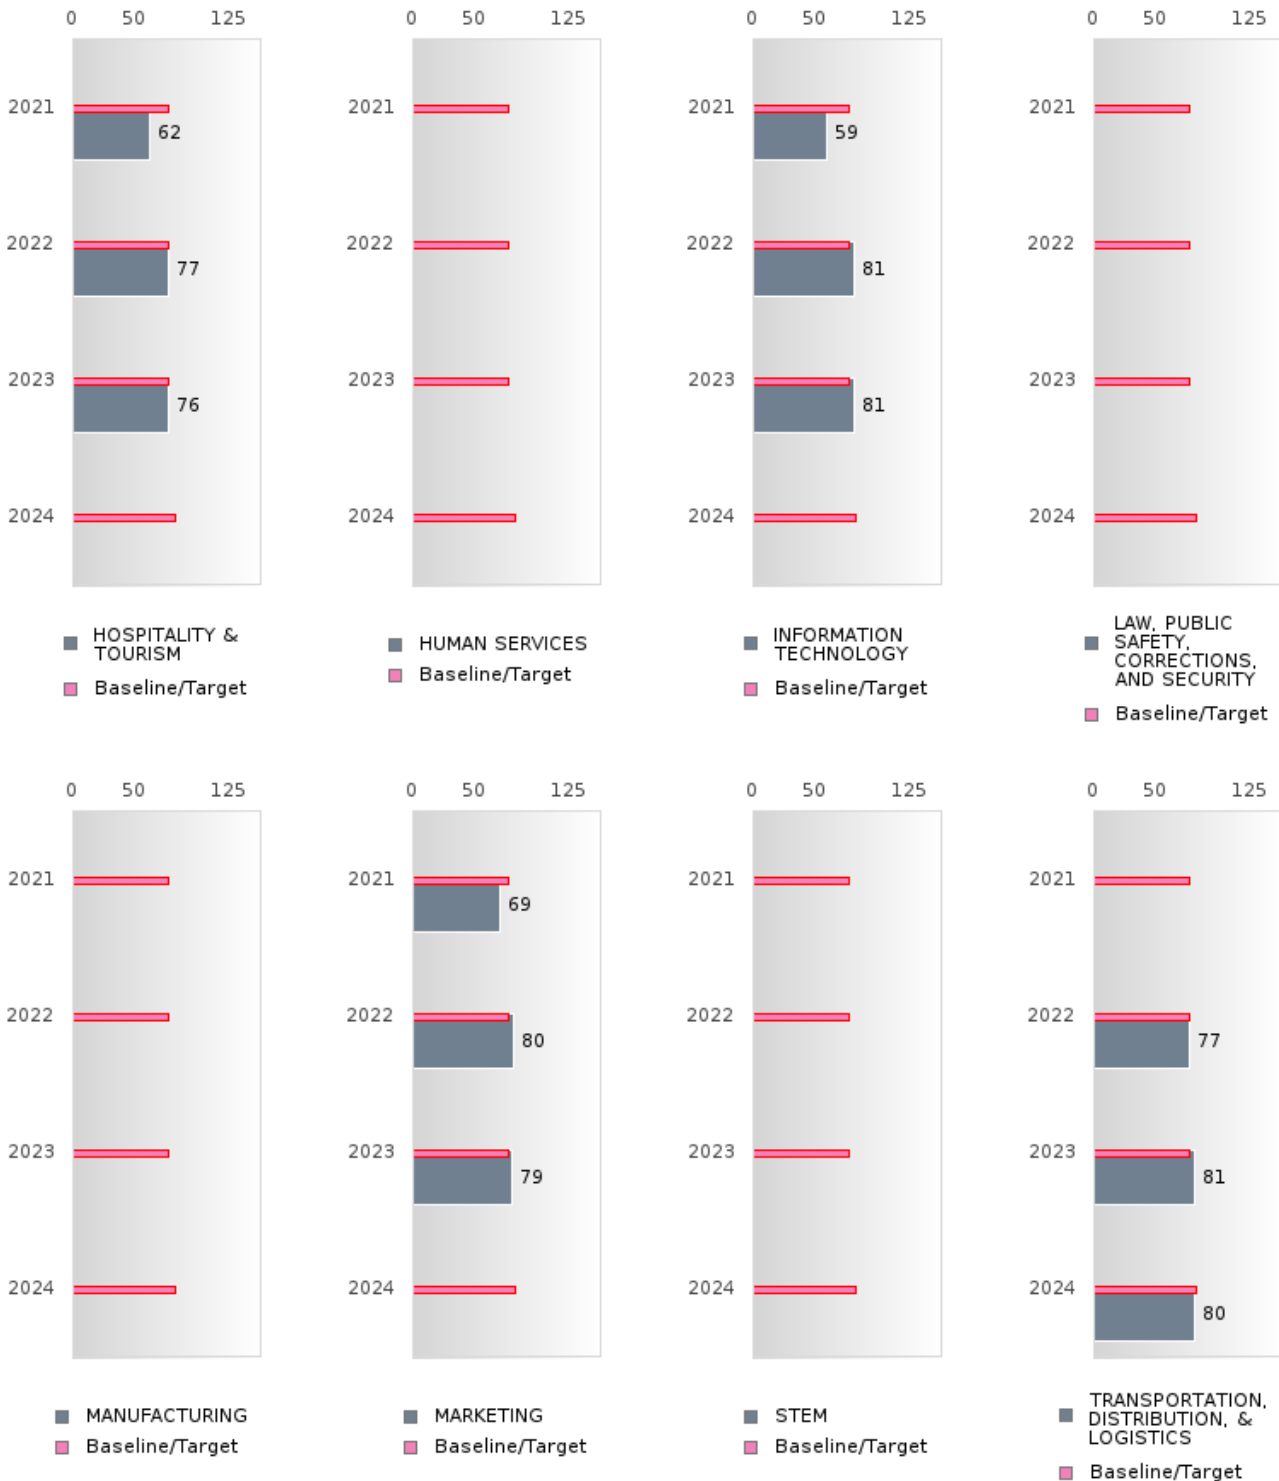 0 50 125
2021
62
2022
77
2023
76
2024
HOSPITALITY &
TOURISM
Baseline/Target
0 50 125
2021
2022
2023
2024
HUMAN SERVICES
Baseline/Target
0 50 125
2021
59
2022
81
2023
81
2024
INFORMATION
TECHNOLOGY
Baseline/Target
0 50 125
2021
2022
2023
2024
LAW, PUBLIC
SAFETY,
CORRECTIONS,
AND SECURITY
Baseline/Target
0 50 125
2021
2022
2023
2024
MANUFACTURING
Baseline/Target
0 50 125
2021
69
2022
80
2023
79
2024
MARKETING
Baseline/Target
0 50 125
2021
2022
2023
2024
STEM
Baseline/Target
0 50 125
2021
2022
77
2023
81
2024
80
TRANSPORTATION,
DISTRIBUTION, &
LOGISTICS
Baseline/Target